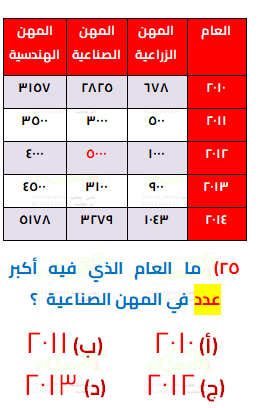 العام المهن الزراعية المهن الصناعية المهن الهندسية
٢٠١٠ ٦٧٨ ٢٨٢٥ ٣١٥٧
٢٠١١ ٥٠٠ ٣٠٠٠ ٣٥٠٠
٢٠١٢ ١٠٠٠ ٥٠٠٠ ٤٠٠٠
٢٠١٣ ٩٠٠ ٣١٠٠ ٤٥٠٠
٢٠١٤ ١٠٤٣ ٣٢٧٩ ٥١٧٨
٢٥) ما العام الذي فيه أكبر
عدد في المهن الصناعية ؟
(أ) ٢٠١٠ (ب) ٢٠١١
(ج) ٢٠١٢ (د) ٢٠١٣